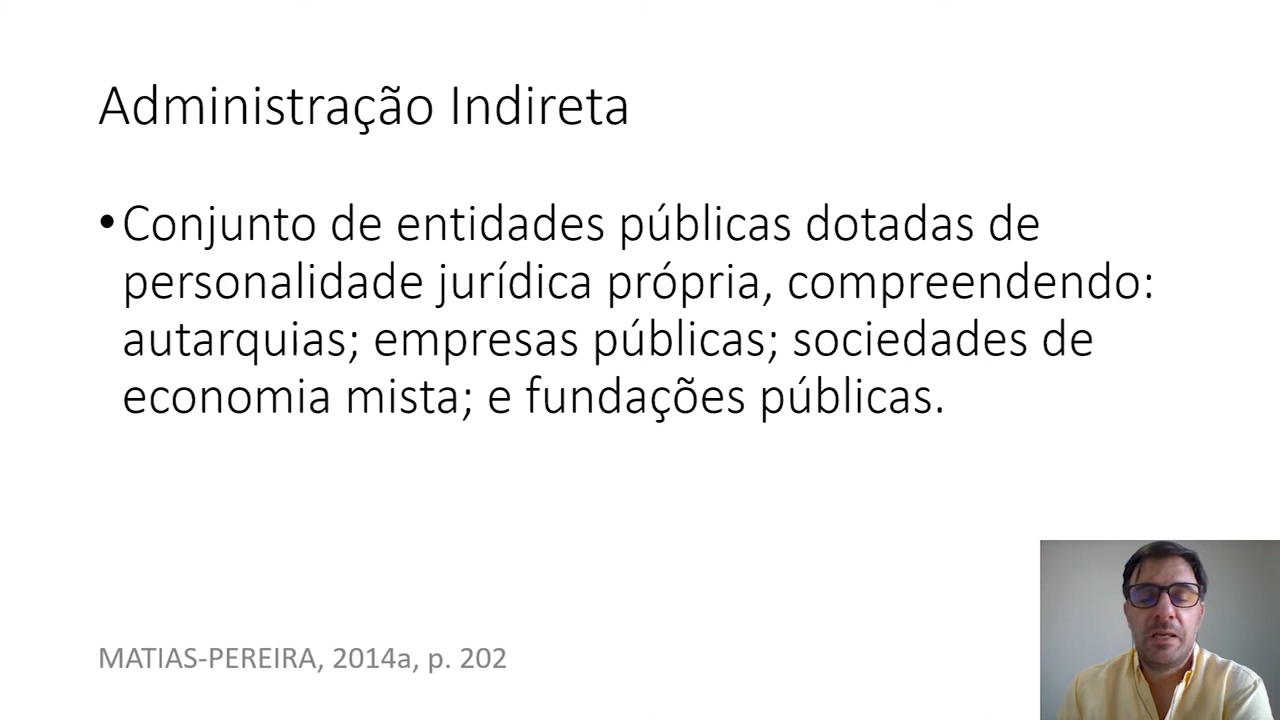 Administração Indireta
•Conjunto de entidades públicas dotadas de
personalidade jurídica própria, compreendendo:
autarquias; empresas públicas; sociedades de
economia mista; e fundações públicas.
MATIAS-PEREIRA, 2014a, p. 202